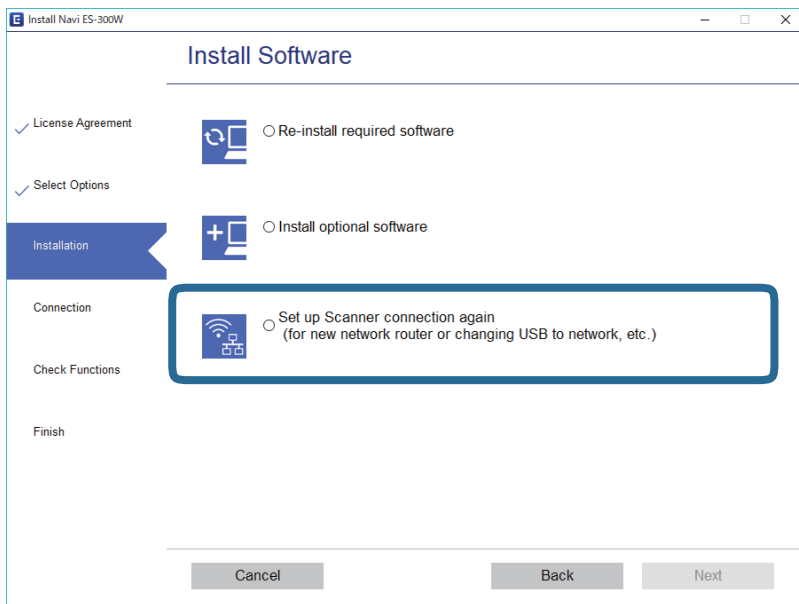 E Install Navi ES-300W
Install Software
License Agreement
Select Options
Installation
Connection
Check Functions
Finish
Re-install required software
Install optional software
Set up Scanner connection again
(for new network router or changing USB to network, etc.)
Cancel
Back
Next